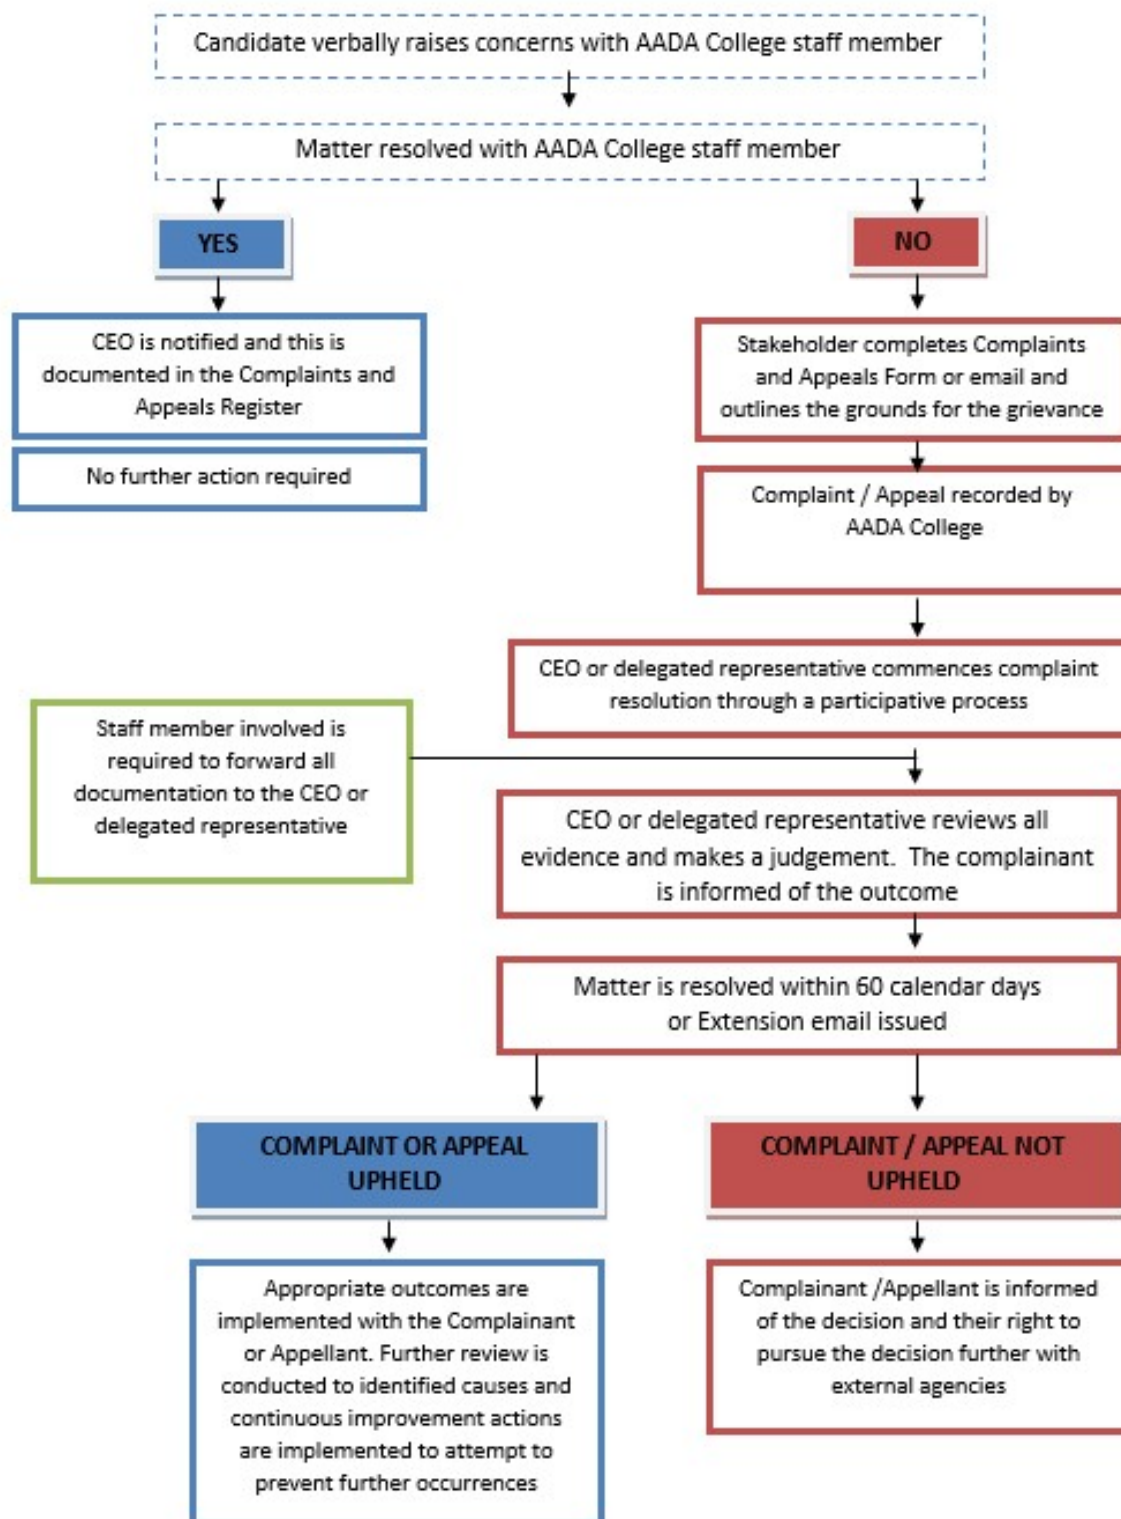 Candidate verbally raises concerns with AADA College staff member
Matter resolved with AADA College staff member
YES
NO
CEO is notified and this is
documented in the Complaints and
Appeals Register
No further action required
Stakeholder completes Complaints
and Appeals Form or email and
outlines the grounds for the grievance
Complaint / Appeal recorded by
AADA College
CEO or delegated representative commences complaint
resolution through a participative process
Staff member involved is
required to forward all
documentation to the CEO or
delegated representative
CEO or delegated representative reviews all
evidence and makes a judgement.  The complainant
is informed of the outcome
Matter is resolved within 60 calendar days
or Extension email issued
COMPLAINT OR APPEAL
UPHELD
COMPLAINT / APPEAL NOT
UPHELD
Appropriate outcomes are
implemented with the Complainant
or Appellant. Further review is
conducted to identified causes and
continuous improvement actions
are implemented to attempt to
prevent further occurrences
Complainant /Appellant is informed
of the decision and their right to
pursue the decision further with
external agencies